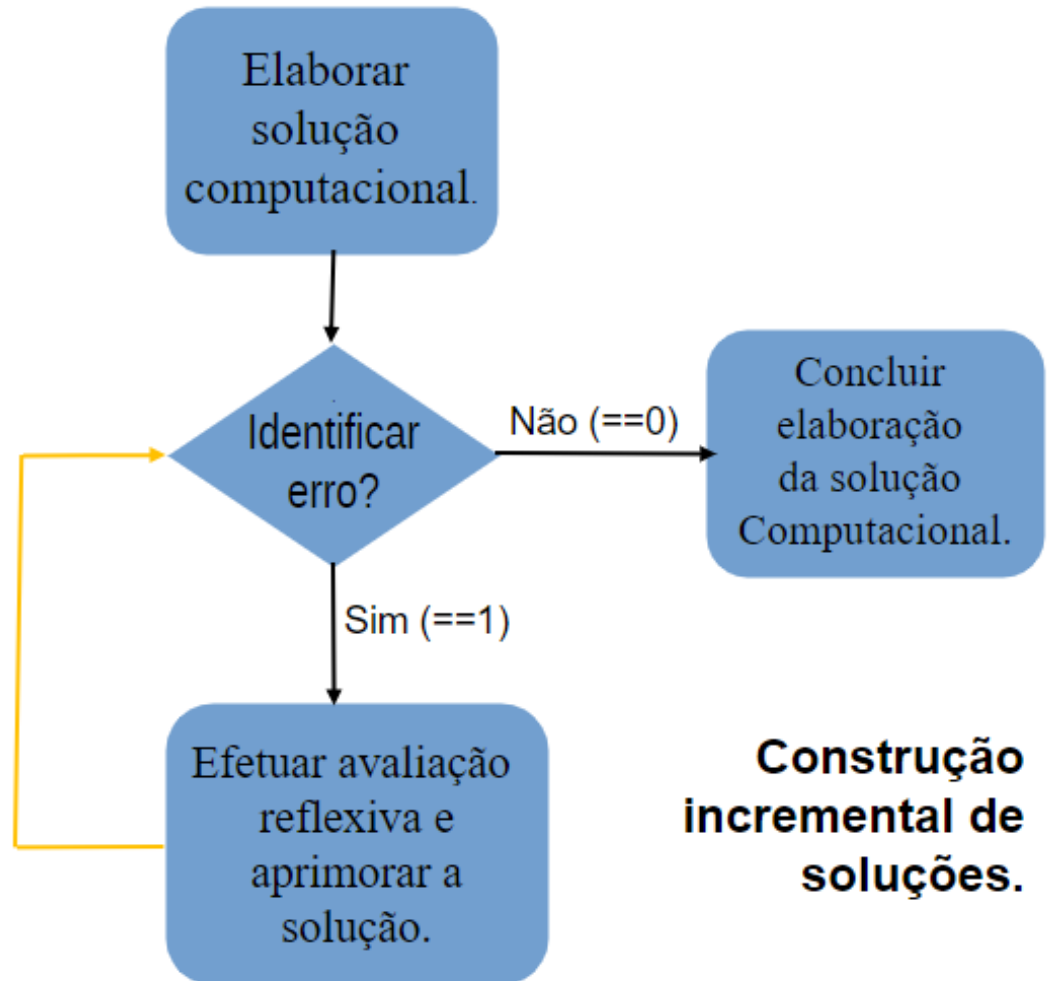 Elaborar
solução
computacional.
Identificar
erro?
Não (==0)
Concluir
elaboração
da solução
Computacional.
Sim (==1)
Efetuar avaliação
reflexiva e
aprimorar a
solução.
Construção
incremental de
soluções.